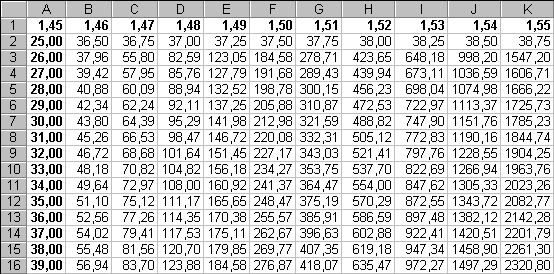 A B C D E F G H I J K
1 1,45 1,46 1,47 1,48 1,49 1,50 1,51 1,52 1,53 1,54 1,55
2 25,00 36,50 36,75 37,00 37,25 37,50 37,75 38,00 38,25 38,50 38,75
3 26,00 37,96 55,80 82,59 123,05 184,58 278,71 423,65 648,18 998,20 1547,20
4 27,00 39,42 57,95 85,76 127,79 191,68 289,43 439,94 673,11 1036,59 1606,71
5 28,00 40,88 60,09 88,94 132,52 198,78 300,15 456,23 698,04 1074,98 1666,22
6 29,00 42,34 62,24 92,11 137,25 205,88 310,87 472,53 722,97 1113,37 1725,73
7 30,00 43,80 64,39 95,29 141,98 212,98 321,59 488,82 747,90 1151,76 1785,23
8 31,00 45,26 66,53 98,47 146,72 220,08 332,31 505,12 772,83 1190,16 1844,74
9 32,00 46,72 68,68 101,64 151,45 227,17 343,03 521,41 797,76 1228,55 1904,25
10 33,00 48,18 70,82 104,82 156,18 234,27 353,75 537,70 822,69 1266,94 1963,76
11 34,00 49,64 72,97 108,00 160,92 241,37 364,47 554,00 847,62 1305,33 2023,26
12 35,00 51,10 75,12 111,17 165,65 248,47 375,19 570,29 872,55 1343,72 2082,77
13 36,00 52,56 77,26 114,35 170,38 255,57 385,91 586,59 897,48 1382,12 2142,28
14 37,00 54,02 79,41 117,53 175,11 262,67 396,63 602,88 922,41 1420,51 2201,79
15 38,00 55,48 81,56 120,70 179,85 269,77 407,35 619,18 947,34 1458,90 2261,30
16 39,00 56,94 83,70 123,88 184,58 276,87 418,07 635,47 972,27 1497,29 2320,80